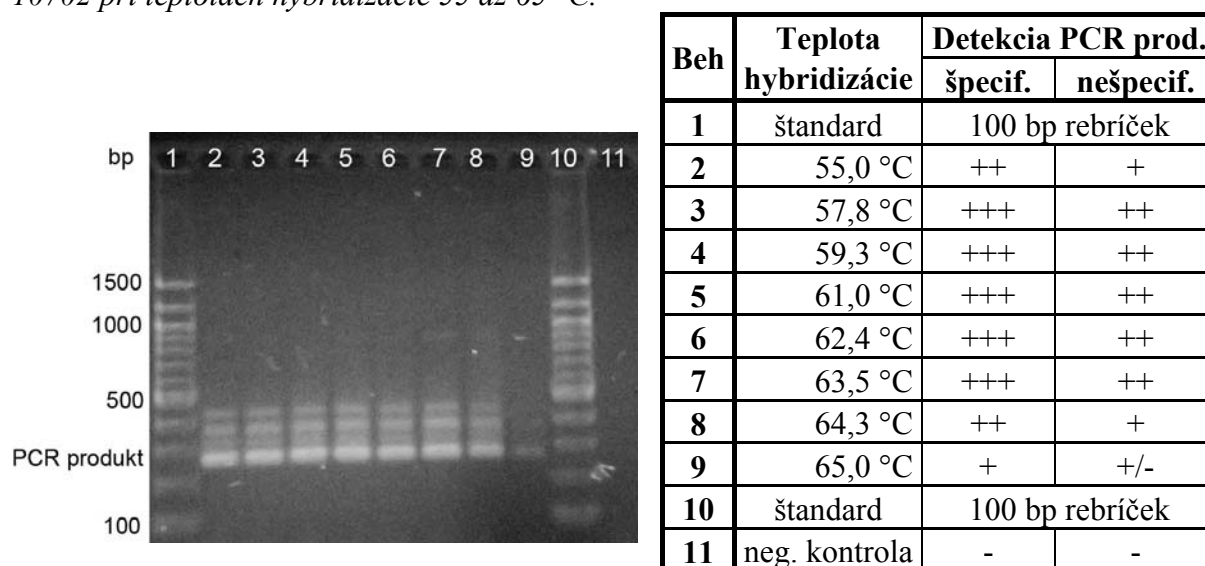 10702 pri teplotách hybridizácie 55 až 65 °C.
bp 1 2 3 4 5 6 7 8 9 10 11
1500
1000
500
PCR produkt
100
Beh Teplota hybridizácie Detekcia PCR prod.
špecif. nešpecif.
1 štandard 100 bp rebríček
2 55,0 °C ++ +
3 57,8 °C +++ ++
4 59,3 °C +++ ++
5 61,0 °C +++ ++
6 62,4 °C +++ ++
7 63,5 °C +++ ++
8 64,3 °C ++ +
9 65,0 °C + +/-
10 štandard 100 bp rebríček
11 neg. kontrola - -